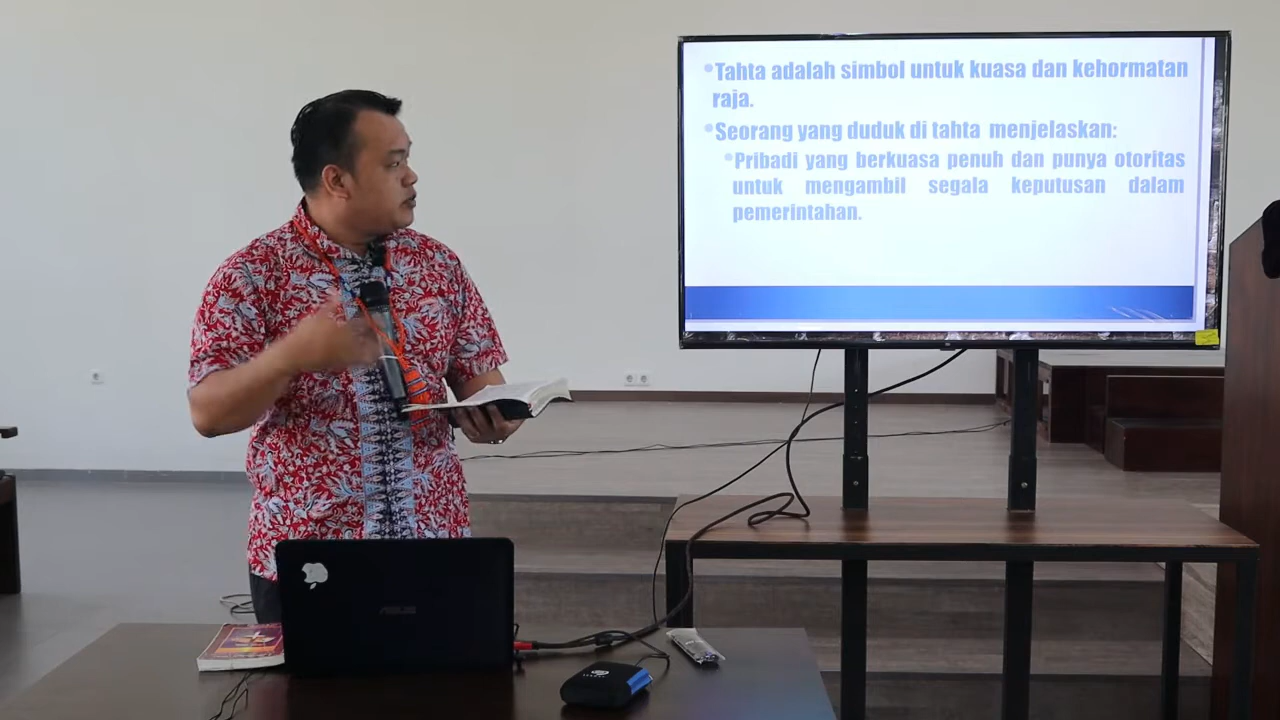 •Tahta adalah simbol untuk kuasa dan kehormatan
raja.
•Seorang yang duduk di tahta menjelaskan:
•Pribadi yang berkuasa penuh dan punya otoritas
untuk mengambil segala keputusan dalam
pemerintahan.
ASUS